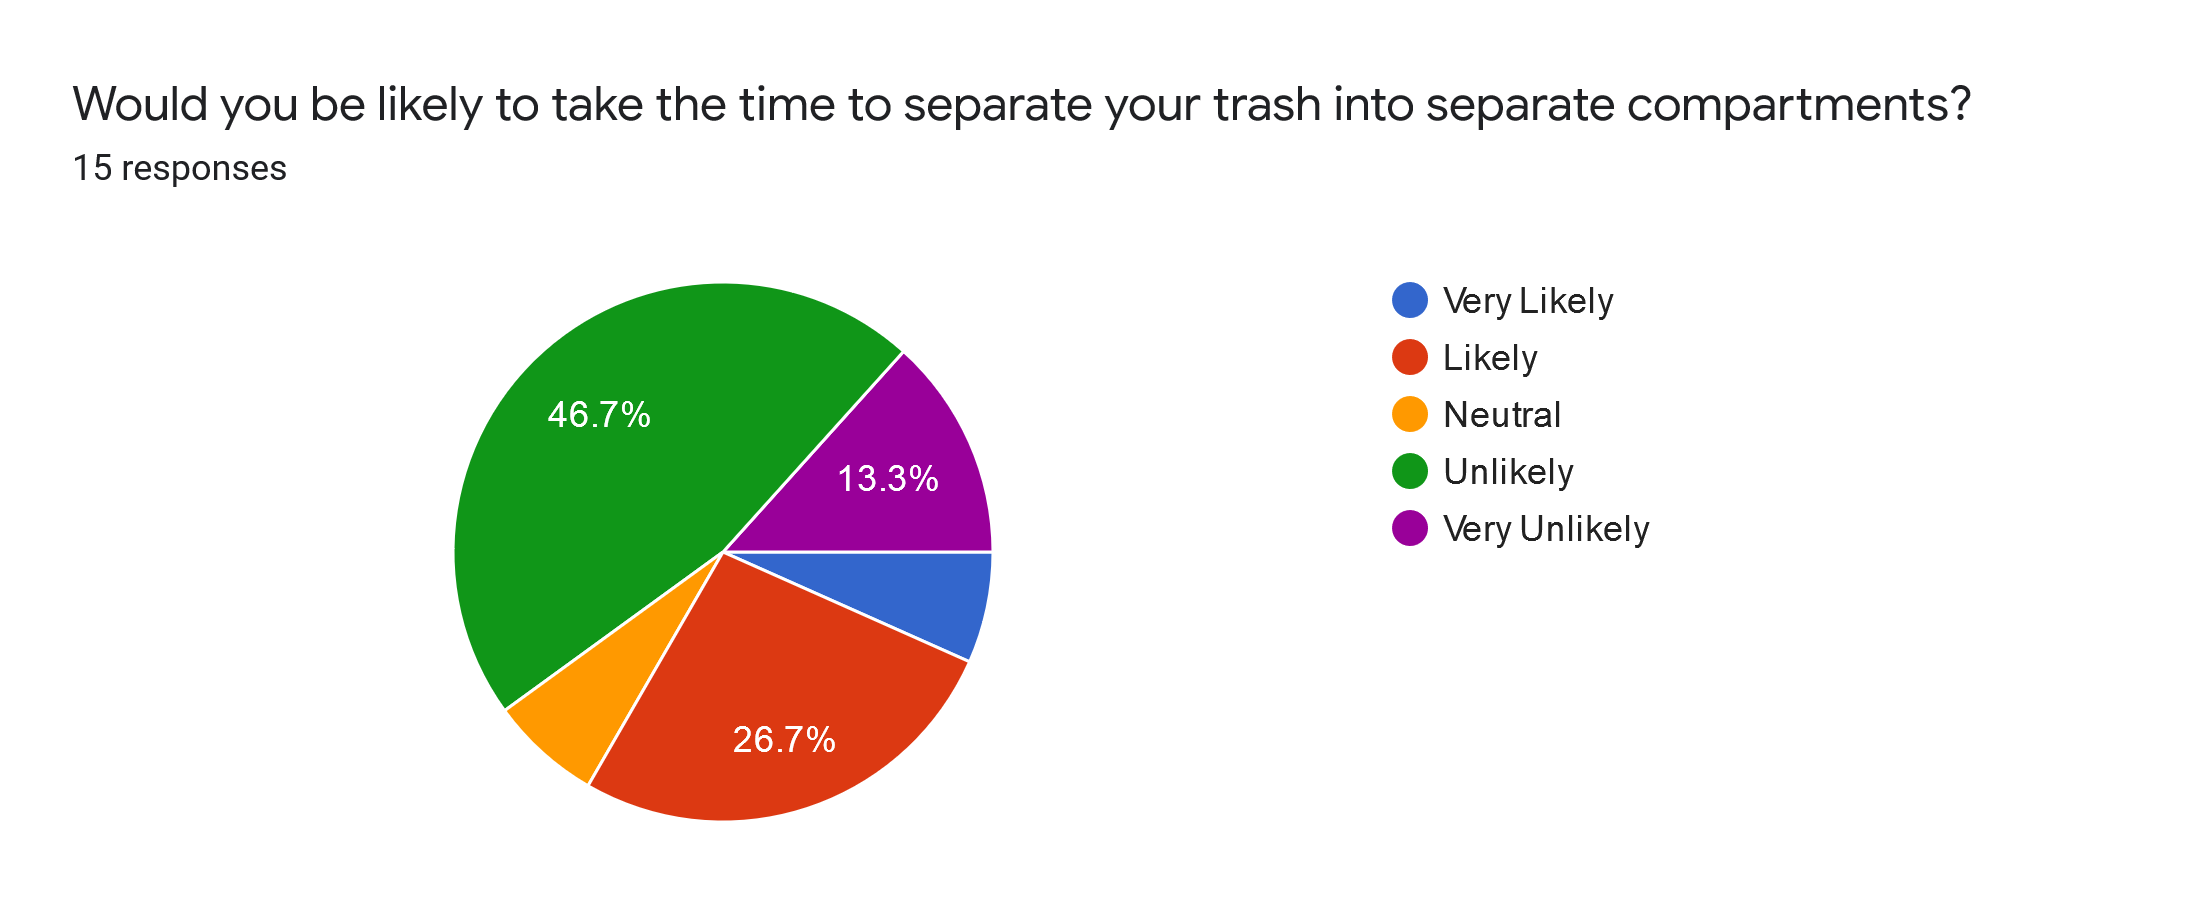 Would you be likely to take the time to separate your trash into separate compartments?
15 responses
46.7%
13.3%
26.7%
Very Likely
Likely
Neutral
Unlikely
Very Unlikely